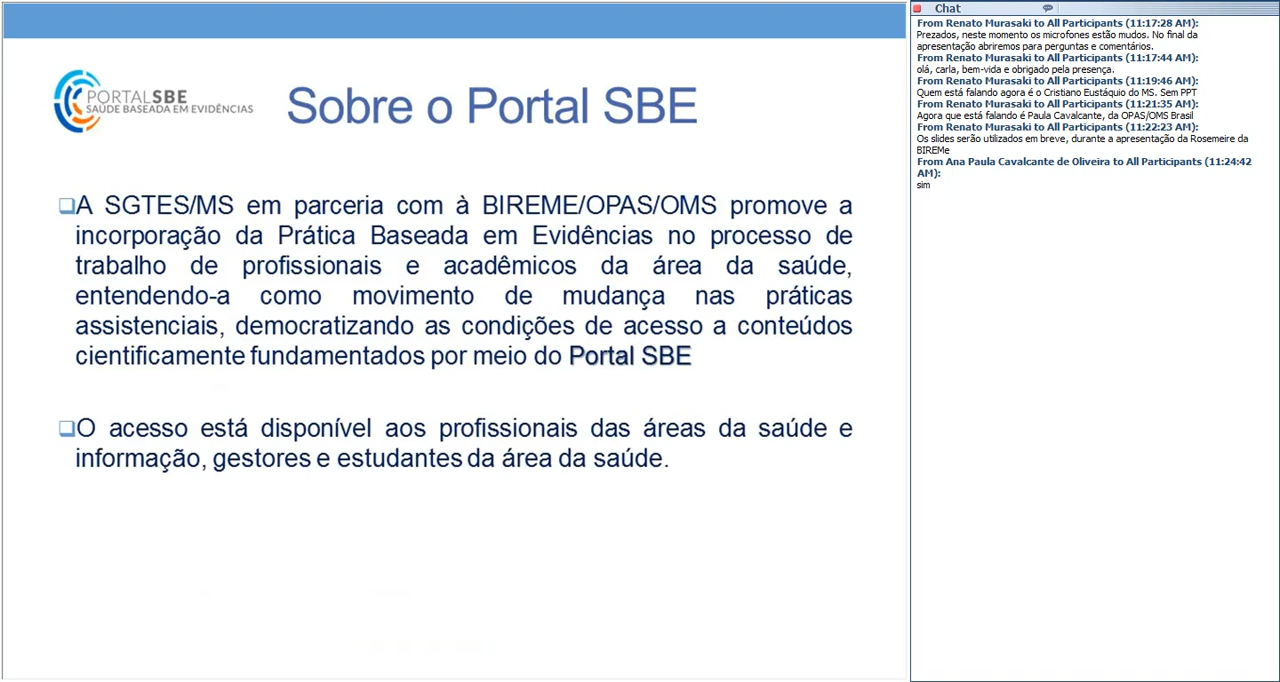 PORTALSBE
SAÚDE BASEADA EM EVIDÊNCIAS
Sobre o Portal SBE
A SGTES/MS em parceria com à BIREME/OPAS/OMS promove a
incorporação da Prática Baseada em Evidências no processo de
trabalho de profissionais e acadêmicos da área da saúde,
entendendo-a como movimento de mudança nas práticas
assistenciais, democratizando as condições de acesso a conteúdos
cientificamente fundamentados por meio do Portal SBE
O acesso está disponível aos profissionais das áreas da saúde e
informação, gestores e estudantes da área da saúde.
Chat
From Renato Murasaki to All Participants (11:17:28 AM):
Prezados, neste momento os microfones estão mudos. No final da
apresentação abriremos para perguntas e comentários.
From Renato Murasaki to All Participants (11:17:44 AM):
olá, carla, bem-vida e obrigado pela presença.
From Renato Murasaki to All Participants (11:19:46 AM):
Quem está falando agora é o Cristiano Eustáquio do MS. Sem PPT
From Renato Murasaki to All Participants (11:21:35 AM):
Agora que está falando é Paula Cavalcante, da OPAS/OMS Brasil
From Renato Murasaki to All Participants (11:22:23 AM):
Os slides serão utilizados em breve, durante a apresentação da Rosemeire da
BIREMe
From Ana Paula Cavalcante de Oliveira to All Participants (11:24:42
AM):
sim